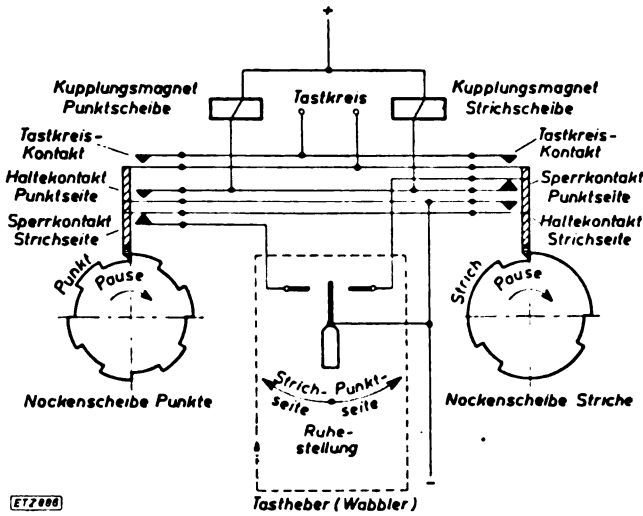 +
Kupplungsmagnet
Punktscheibe
Tastkreis
Kupplungsmagnet
Strichscheibe
Tastkreis-
Kontakt
Haltekontakt
Punktseite
Sperrkontakt
Strichseite
Tastkreis-
Kontakt
Sperrkontakt
Punktseite
Haltekontakt
Strichseite
Punkt
Pause
Strich
Pause
Strich- Punkt-
seite seite
Ruhe-
stellung
Nockenscheibe Punkte
Nockenscheibe Striche
-
Tastheber (Wabbler)